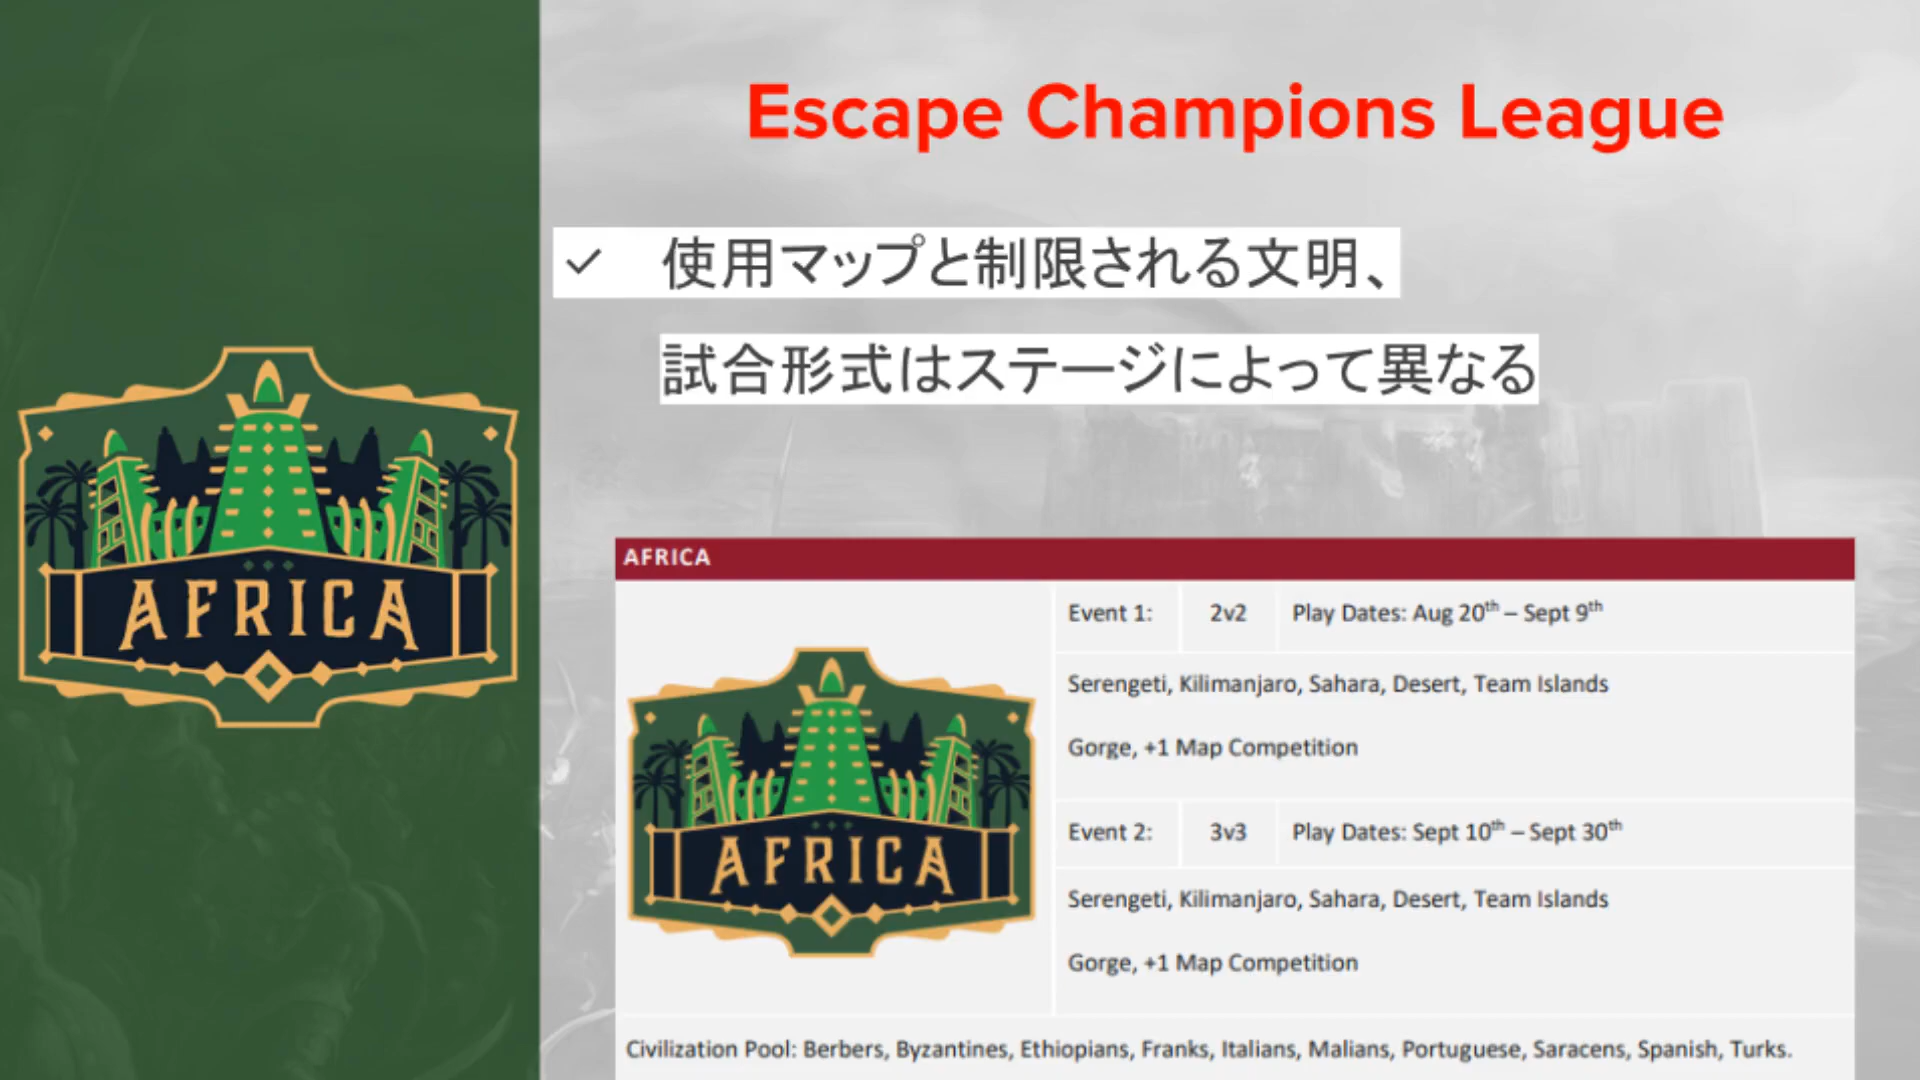 Escape Champions League
✓ 使用マップと制限される文明、
試合形式はステージによって異なる
AFRICA
AFRICA
Event 1: 2v2 Play Dates: Aug 20th – Sept 9th
Serengeti, Kilimanjaro, Sahara, Desert, Team Islands
Gorge, +1 Map Competition
Event 2: 3v3 Play Dates: Sept 10th – Sept 30th
AFRICA
Serengeti, Kilimanjaro, Sahara, Desert, Team Islands
Gorge, +1 Map Competition
Civilization Pool: Berbers, Byzantines, Ethiopians, Franks, Italians, Malians, Portuguese, Saracens, Spanish, Turks.